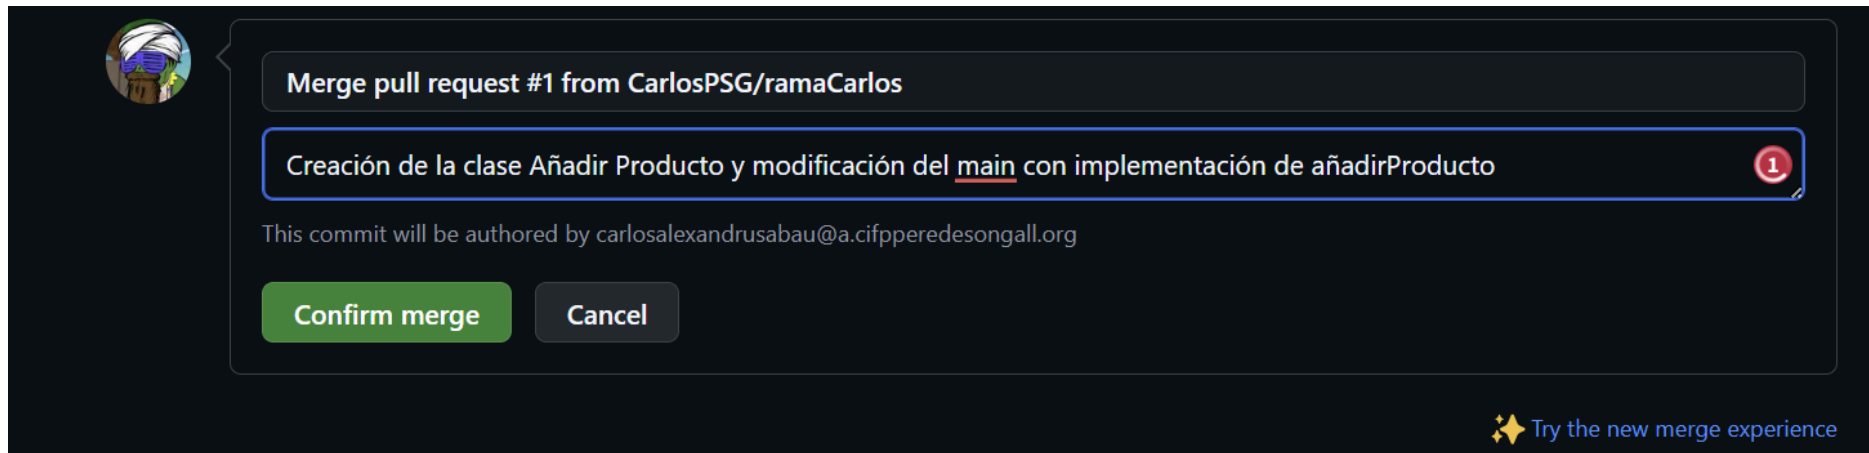 Merge pull request #1 from CarlosPSG/ramaCarlos
Creación de la clase Añadir Producto y modificación del main con implementación de añadirProducto
1
This commit will be authored by carlosalexandrusabau@a.cifpperedesongall.org
Confirm merge Cancel
Try the new merge experience